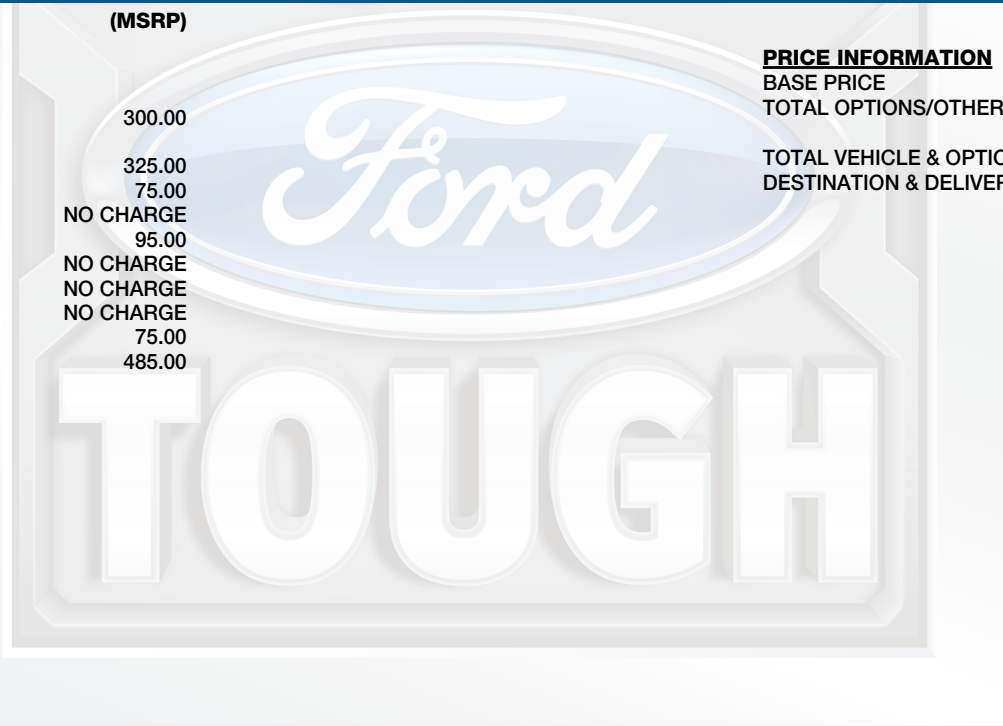 (MSRP)
300.00
325.00
75.00
NO CHARGE
95.00
NO CHARGE
NO CHARGE
NO CHARGE
75.00
485.00
PRICE INFORMATION
BASE PRICE
TOTAL OPTIONS/OTHER
TOTAL VEHICLE & OPTIO
DESTINATION & DELIVER
Ford
TOUGH